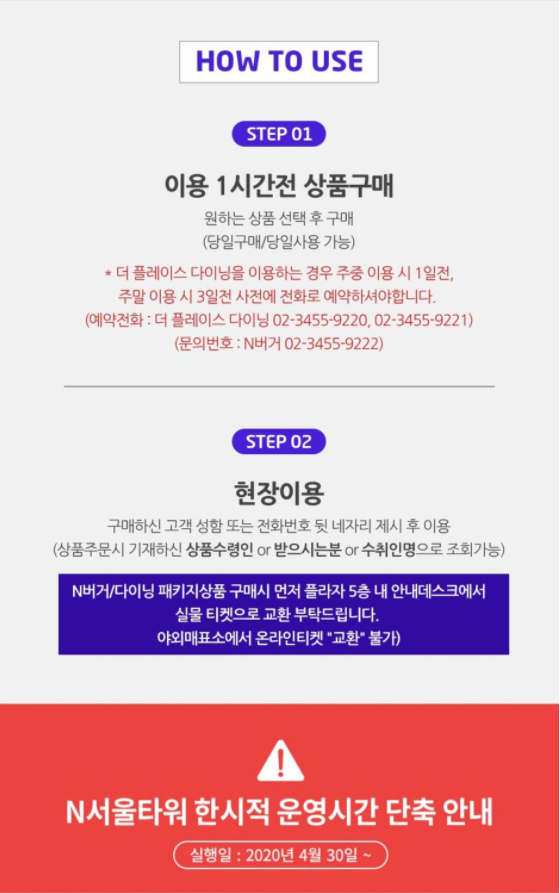 HOW TO USE
STEP 01
이용 1시간전 상품구매
원하는 상품 선택 후 구매
(당일구매/당일사용 가능)
* 더 플레이스 다이닝을 이용하는 경우 주중 이용 시 1일전,
주말 이용 시 3일전 사전에 전화로 예약하셔야합니다.
(예약전화 : 더 플레이스 다이닝 02-3455-9220, 02-3455-9221)
(문의번호 : N버거 02-3455-9222)
STEP 02
현장이용
구매하신 고객 성함 또는 전화번호 뒷 네자리 제시 후 이용
(상품주문시 기재하신 상품수령인 or 받으시는분 or 수취인명으로 조회가능)
N버거/다이닝 패키지상품 구매시 먼저 플라자 5층 내 안내데스크에서
실물 티켓으로 교환 부탁드립니다.
야외매표소에서 온라인티켓 "교환" 불가)
N서울타워 한시적 운영시간 단축 안내
실행일 : 2020년 4월 30일 ~